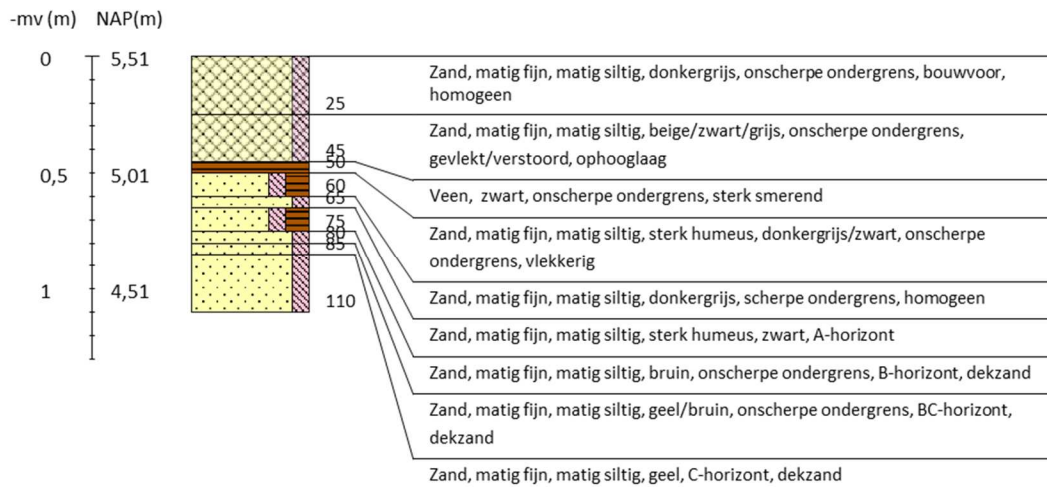 -mv (m) NAP(m)
0 5,51
Zand, matig fijn, matig siltig, donkergrijs, onscherpe ondergrens, bouwvoor,
homogeen
25
Zand, matig fijn, matig siltig, beige/zwart/grijs, onscherpe ondergrens,
gevlekt/verstoord, ophooglaag
45
50
0,5 5,01
Veen, zwart, onscherpe ondergrens, sterk smerend
60
65
Zand, matig fijn, matig siltig, sterk humeus, donkergrijs/zwart, onscherpe
ondergrens, vlekkerig
75
80
85
1 4,51
Zand, matig fijn, matig siltig, donkergrijs, scherpe ondergrens, homogeen
110
Zand, matig fijn, matig siltig, sterk humeus, zwart, A-horizont
Zand, matig fijn, matig siltig, bruin, onscherpe ondergrens, B-horizont, dekzand
Zand, matig fijn, matig siltig, geel/bruin, onscherpe ondergrens, BC-horizont,
dekzand
Zand, matig fijn, matig siltig, geel, C-horizont, dekzand